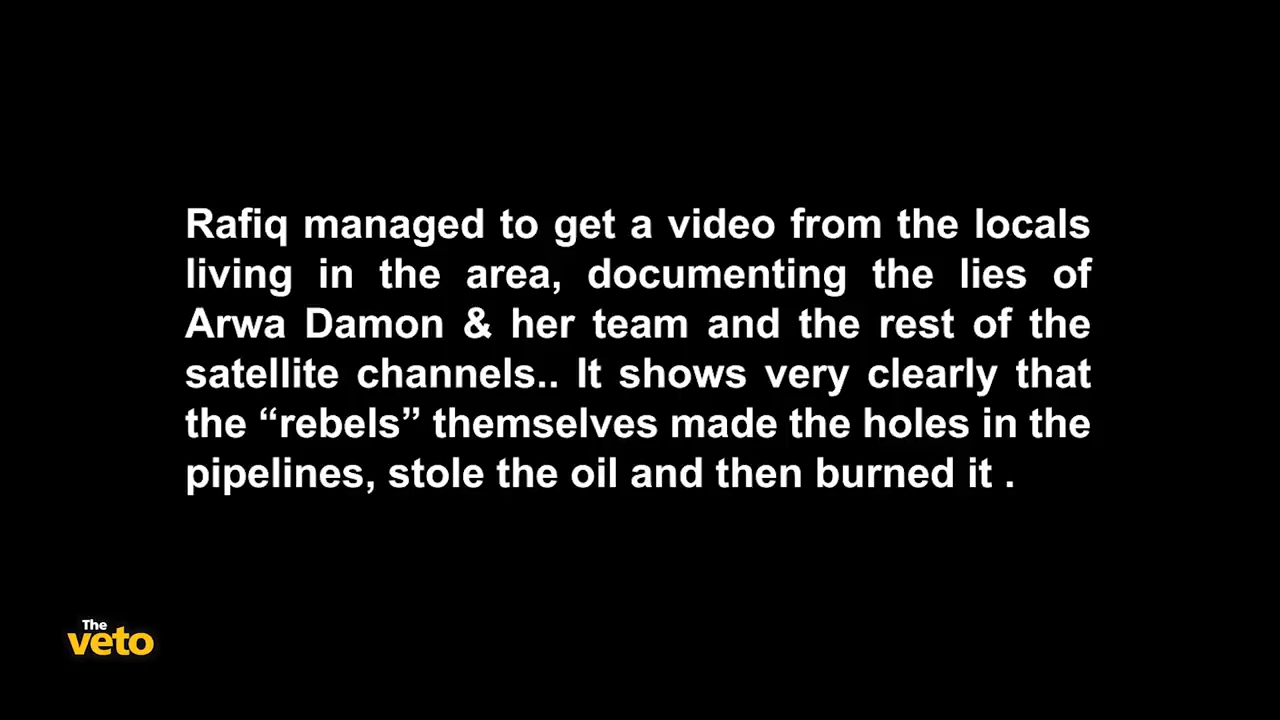 Rafiq managed to get a video from the locals
living in the area, documenting the lies of
Arwa Damon & her team and the rest of the
satellite channels.. It shows very clearly that
the “rebels” themselves made the holes in the
pipelines, stole the oil and then burned it .
The
veto